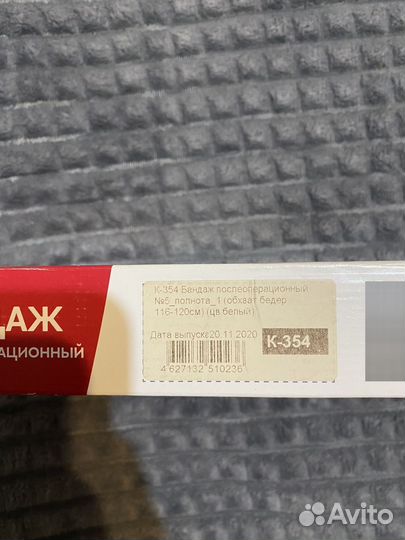 ДАЖ
АЦИОННЫЙ
К-354 Бандаж послеоперационный
№5_полнота_1 (обхват бедер
116-120см) (цв.белый)
Дата выпуска20.11.2020
К-354
4 627132 510236
Avito